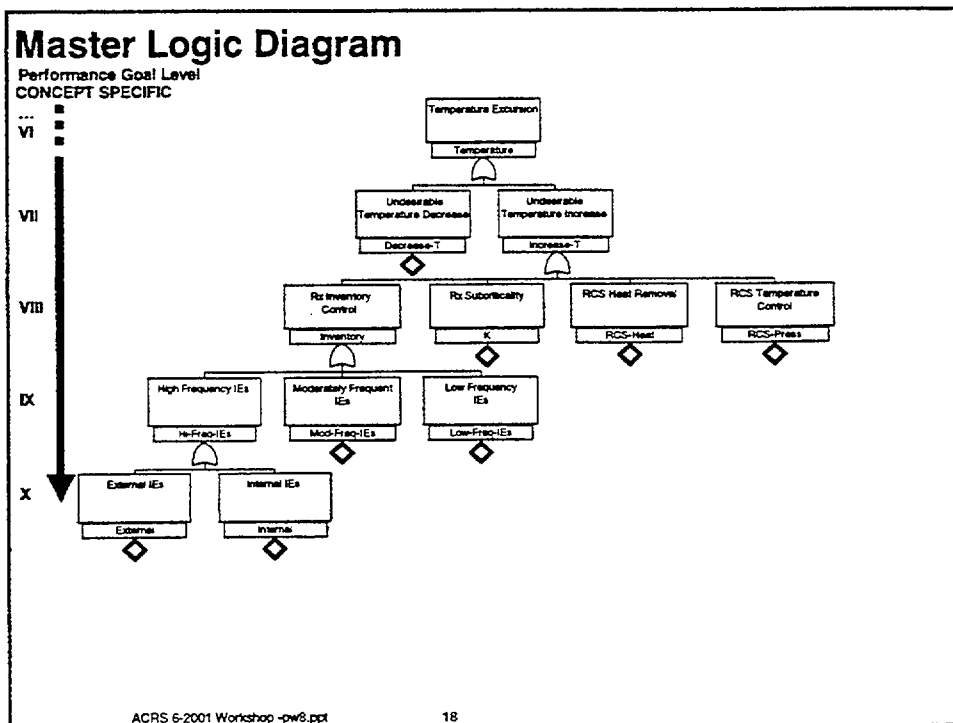 Master Logic Diagram
Performance Goal Level
CONCEPT SPECIFIC
...
VI
Temperature Excursion
Temperature
VII
Undesirable
Temperature Decrease
Decrease-T
Undesirable
Temperature Increase
Increase-T
VIII
Rx Inventory
Control
Inventory
Rx Subcriticality
K
RCS Heat Removal
RCS-Heat
RCS Temperature
Control
RCS-Press
IX
High Frequency IEs
Hi-Freq-IEs
Moderately Frequent
IEs
Mod-Freq-IEs
Low Frequency
IEs
Low-Freq-IEs
X
External IEs
External
Internal IEs
Internal
ACRS 6-2001 Workshop -pw8.ppt
18